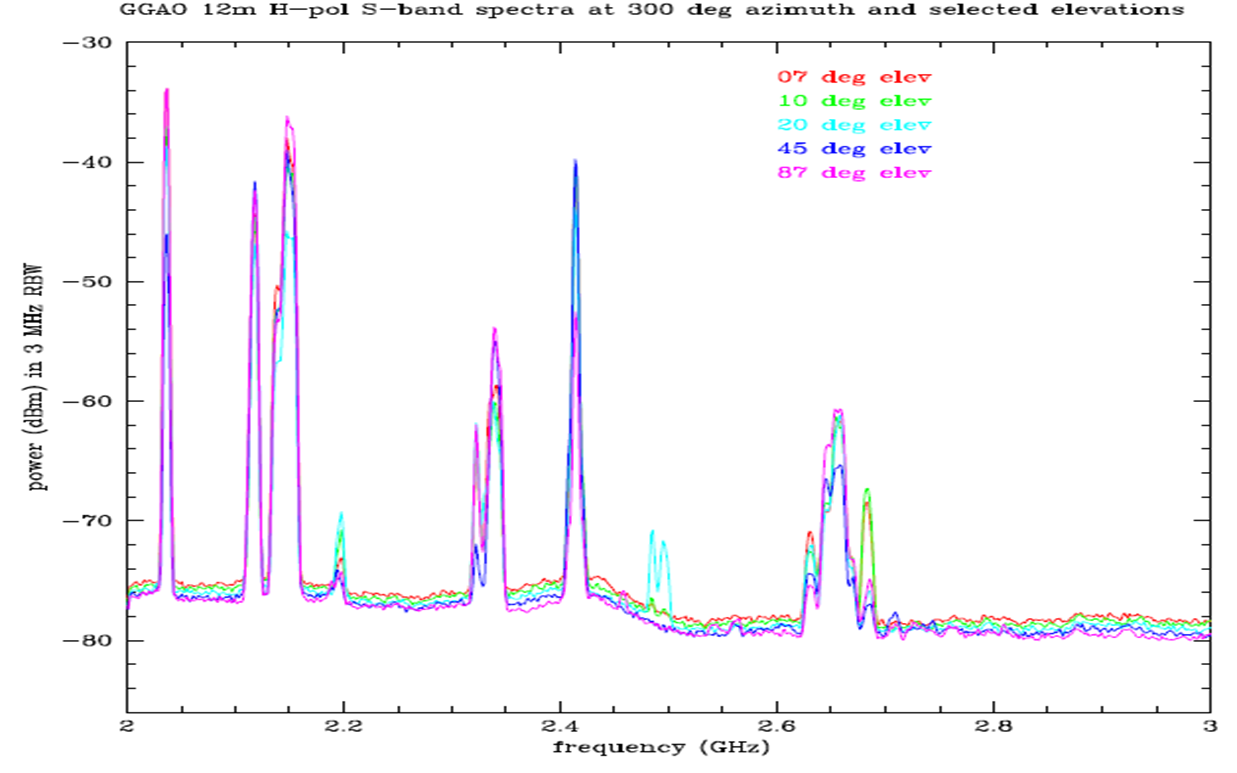 GGAO 12m H-pol S-band spectra at 300 deg azimuth and selected elevations
-30
07 deg elev
10 deg elev
20 deg elev
-40
45 deg elev
87 deg elev
-50
power (dBm) in 3 MHz RBW
-60
-70
-80
2 2.2 2.4 2.6 2.8 3
frequency (GHz)